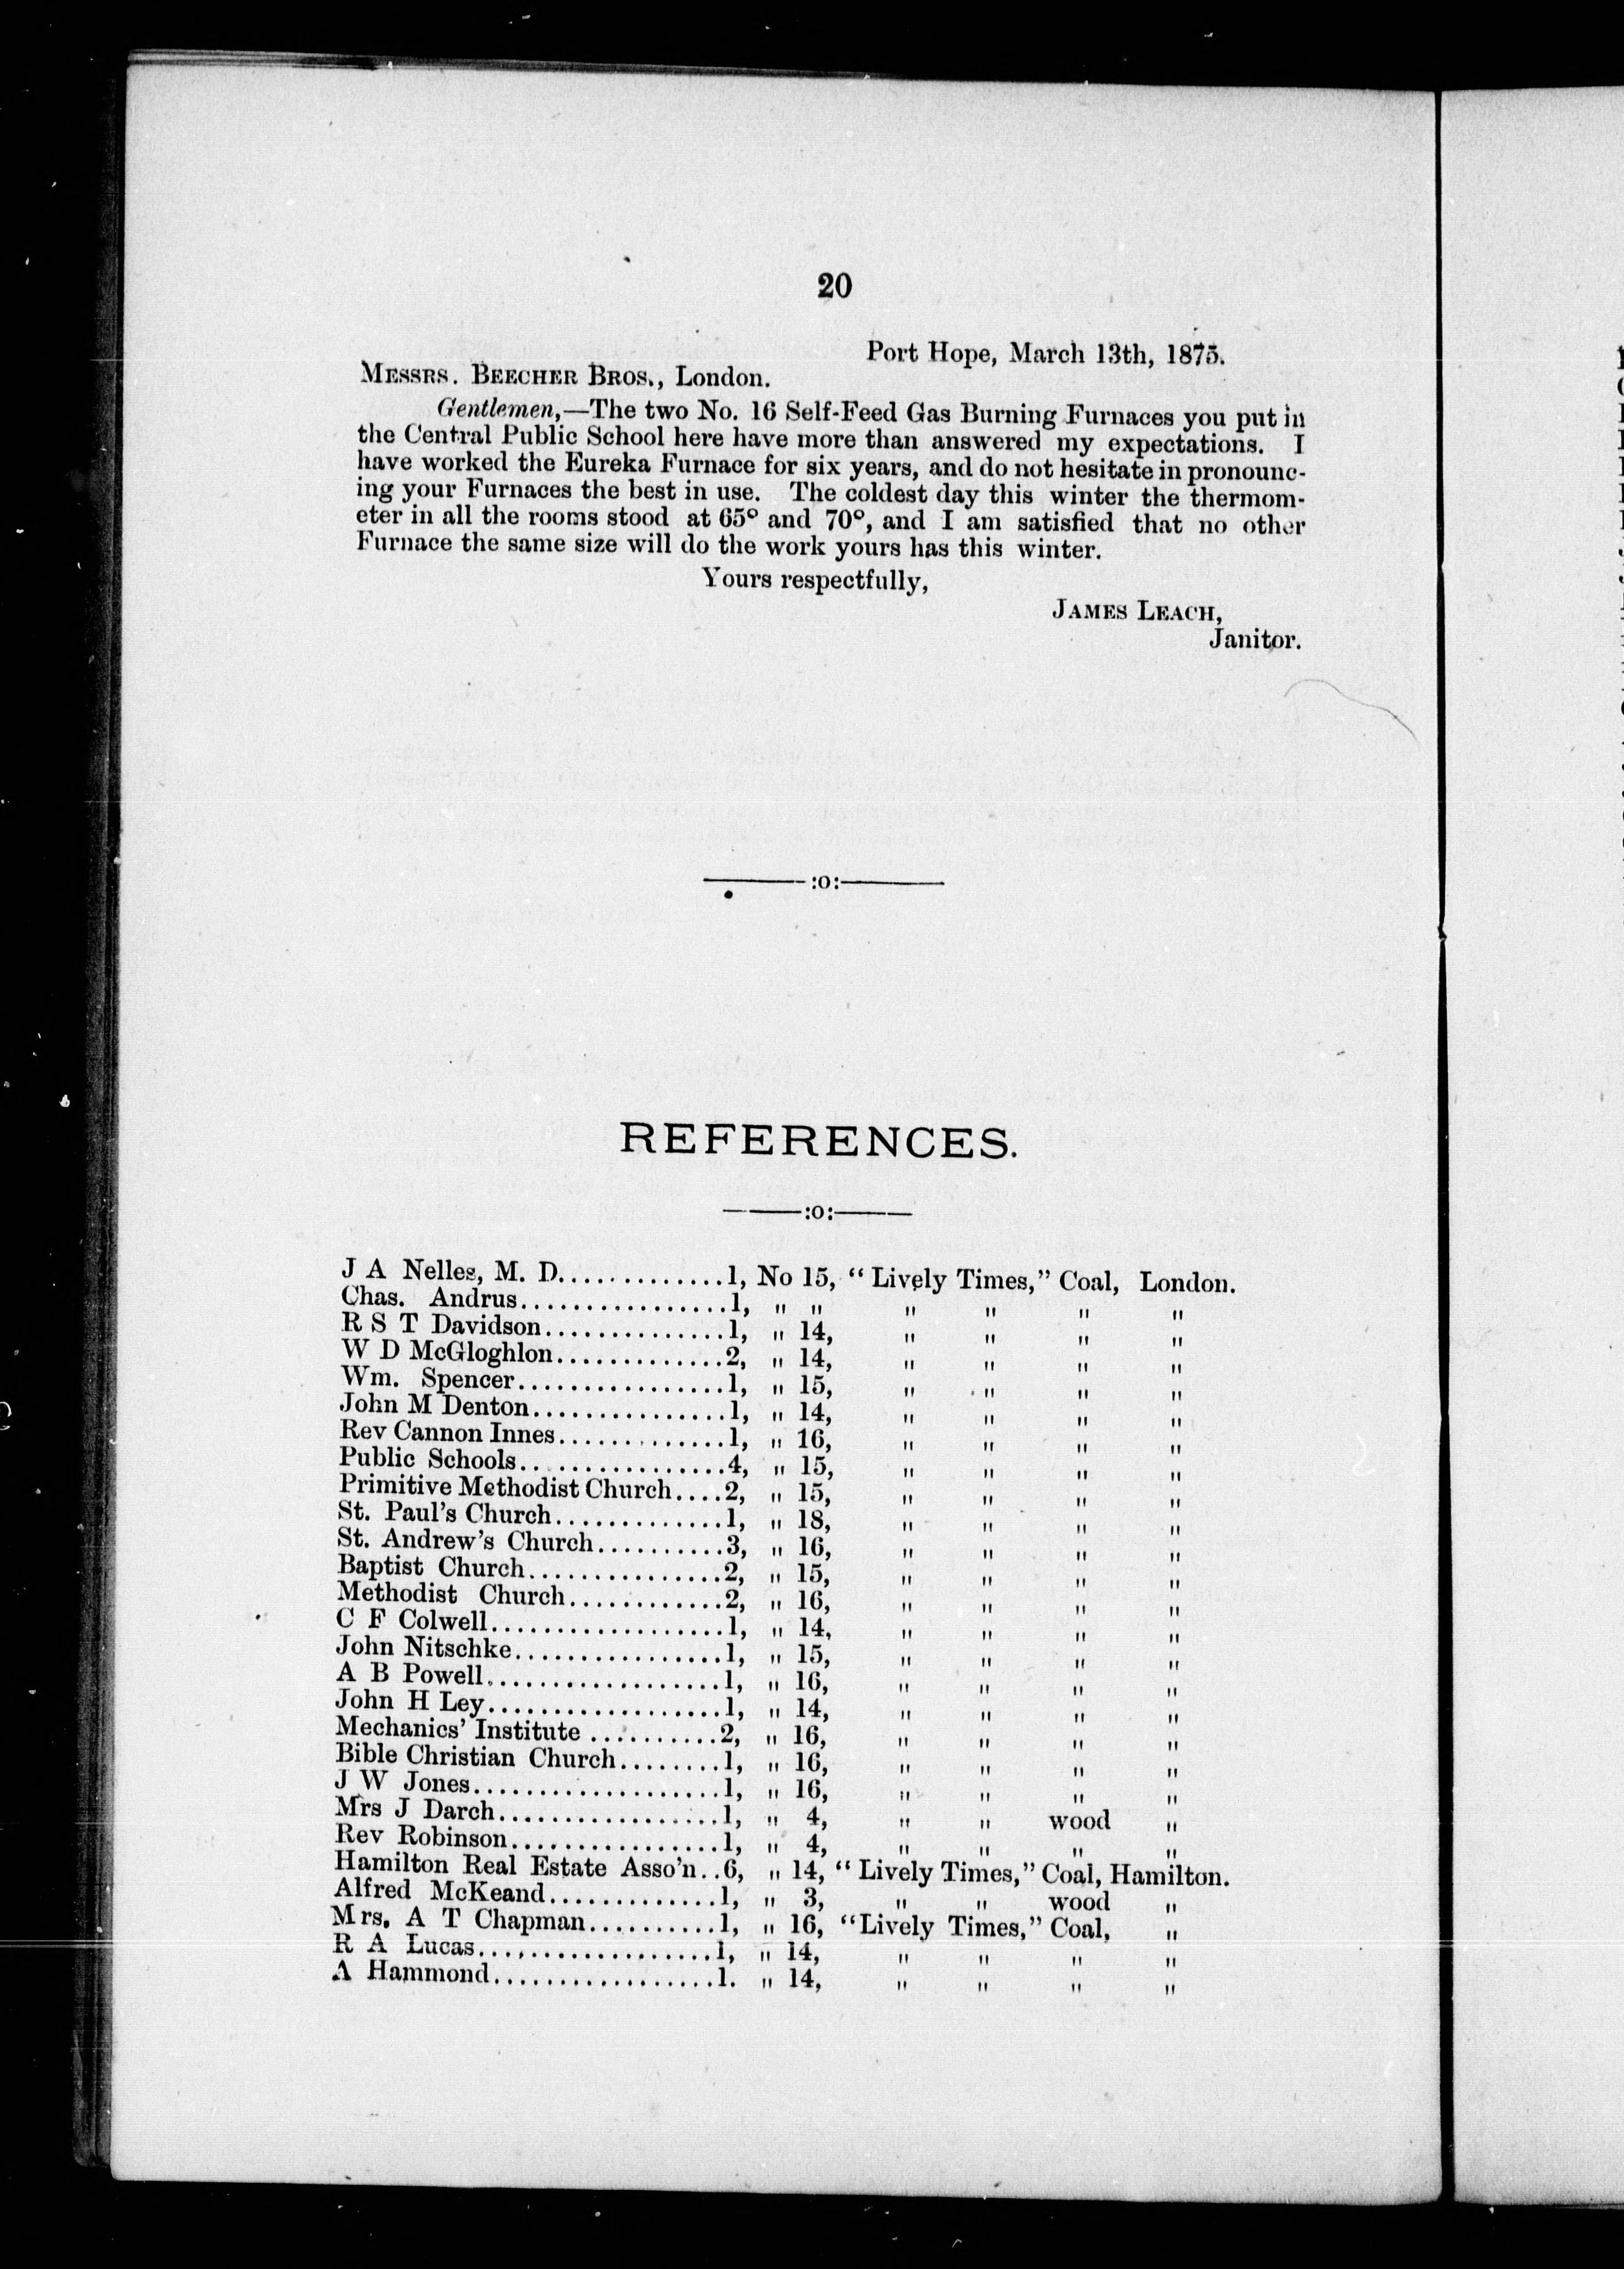 20
Port Hope, March 13th, 1875.
MESSRS. BEECHER BROS., London.
Gentlemen,—The two No. 16 Self-Feed Gas Burning Furnaces you put in
the Central Public School here have more than answered my expectations. I
have worked the Eureka Furnace for six years, and do not hesitate in pronounc-
ing your Furnaces the best in use. The coldest day this winter the thermom-
eter in all the rooms stood at 65° and 70°, and I am satisfied that no other
Furnace the same size will do the work yours has this winter.
Yours respectfully,
JAMES LEACH,
Janitor.
———:o:———
REFERENCES.
———:o:———
J A Nelles, M. D.............1, No 15, “ Lively Times,” Coal, London.
Chas. Andrus................1, " " " " " "
R S T Davidson..............1, " 14, " " " "
W D McGloghlon.............2, " 14, " " " "
Wm. Spencer................1, " 15, " " " "
John M Denton...............1, " 14, " " " "
Rev Cannon Innes.............1, " 16, " " " "
Public Schools................4, " 15, " " " "
Primitive Methodist Church....2, " 15, " " " "
St. Paul's Church.............1, " 18, " " " "
St. Andrew's Church..........3, " 16, " " " "
Baptist Church...............2, " 15, " " " "
Methodist Church............2, " 16, " " " "
C F Colwell..................1, " 14, " " " "
John Nitschke................1, " 15, " " " "
A B Powell..................1, " 16, " " " "
John H Ley..................1, " 14, " " " "
Mechanics' Institute ..........2, " 16, " " " "
Bible Christian Church........1, " 16, " " " "
J W Jones...................1, " 16, " " " "
Mrs J Darch.................1, " 4, " " wood "
Rev Robinson................1, " 4, " " " "
Hamilton Real Estate Asso'n..6, " 14, “ Lively Times,” Coal, Hamilton.
Alfred McKeand.............1, " 3, " " wood "
Mrs. A T Chapman..........1, " 16, “Lively Times,” Coal, "
R A Lucas..................1, " 14, " " " "
A Hammond.................1. " 14, " " " "